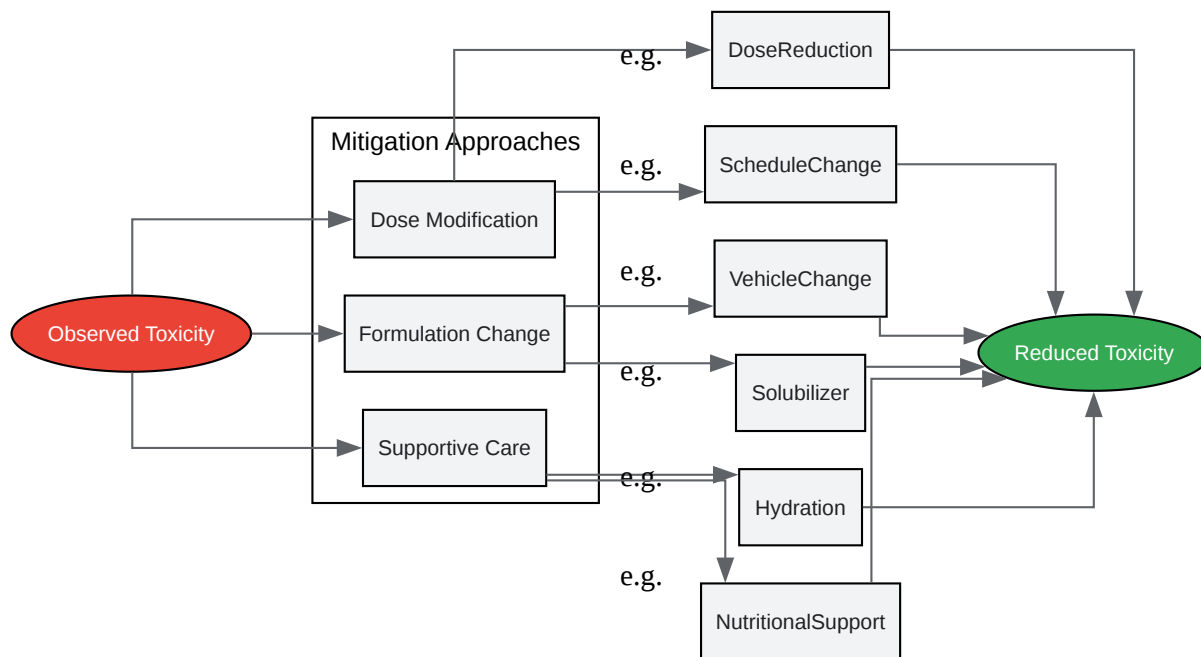 e.g.
DoseReduction
Mitigation Approaches
e.g.
ScheduleChange
Dose Modification
e.g.
VehicleChange
Observed Toxicity
Formulation Change
Reduced Toxicity
e.g.
Solubilizer
Supportive Care
e.g.
Hydration
e.g.
NutritionalSupport